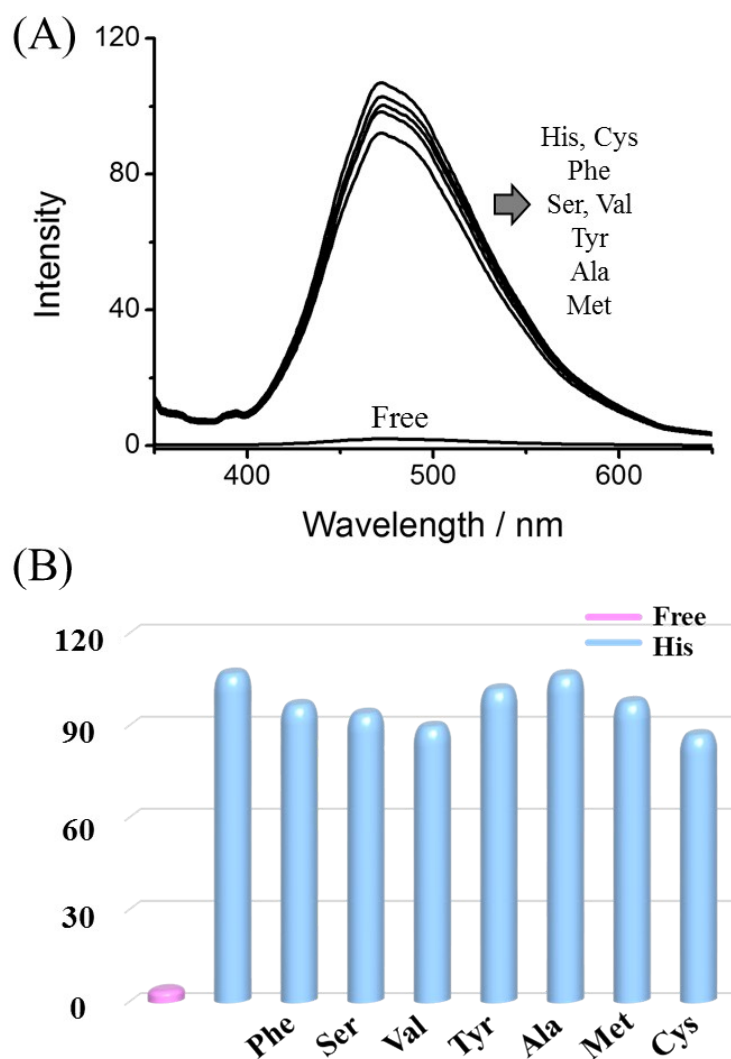 (A)
120
80
40
0
Intensity
His, Cys
Phe
Ser, Val
Tyr
Ala
Met
Free
400
500
600
Wavelength / nm
(B)
120
90
60
30
0
Free
His
Phe
Ser
Val
Tyr
Ala
Met
Cys